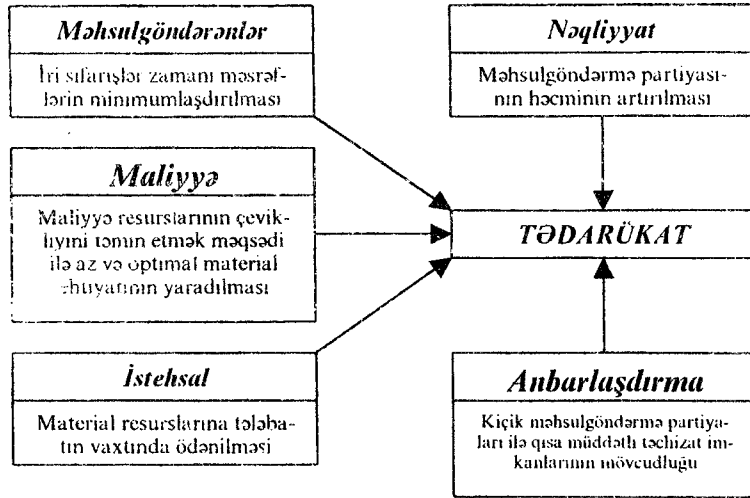 Məhsulgöndərənlər
İri sifarişlər zamanı məsrəf-
lərin minimumlaşdırılması
Nəqliyyat
Məhsulgöndərmə partiyası-
nın həcminin artırılması
Maliyyə
Maliyyə resurslarının çevik-
liyini təmin etmək məqsədi
ilə az və optimal material
ehtiyatının yaradılması
TƏDARÜKAT
İstehsal
Material resurslarına tələba-
tın vaxtında ödənilməsi
Anbarlaşdırma
Kiçik məhsulgöndərmə partiya-
ları ilə qısa müddətli təchizat im-
kanlarının mövcudluğu